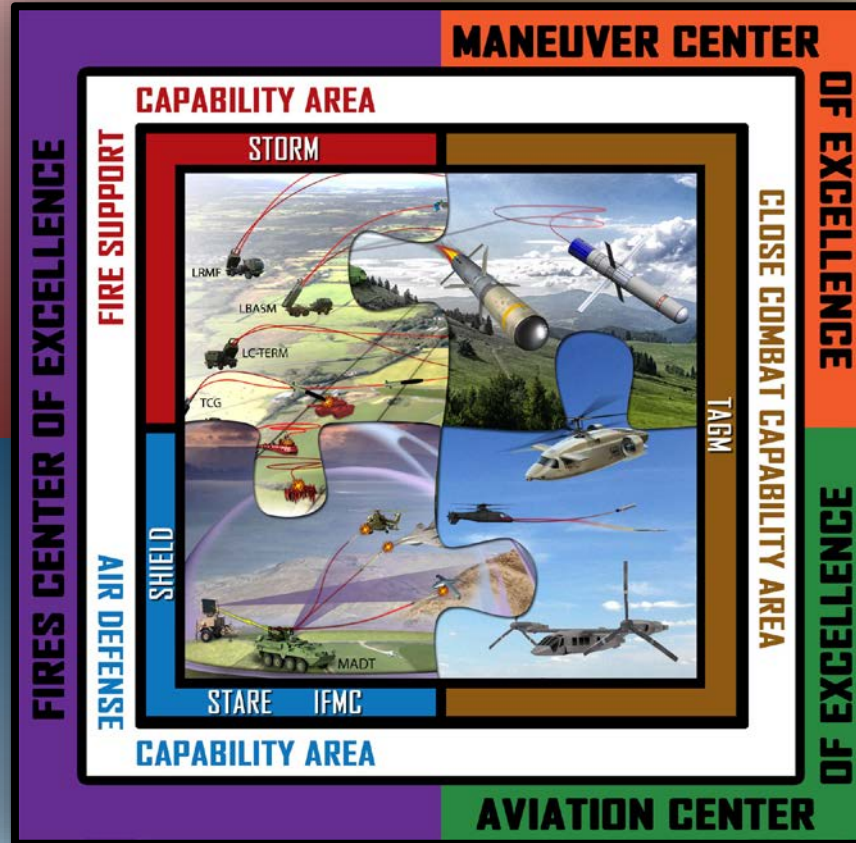 MANEUVER CENTER
OF EXCELLENCE
FIRES CENTER OF EXCELLENCE
CAPABILITY AREA
FIRE SUPPORT
STORM
LRMF
LBASM
LC-TERM
TCG
TAGM
CLOSE COMBAT CAPABILITY AREA
SHIELD
AIR DEFENSE
MADT
STARE IFMC
CAPABILITY AREA
AVIATION CENTER
OF EXCELLENCE